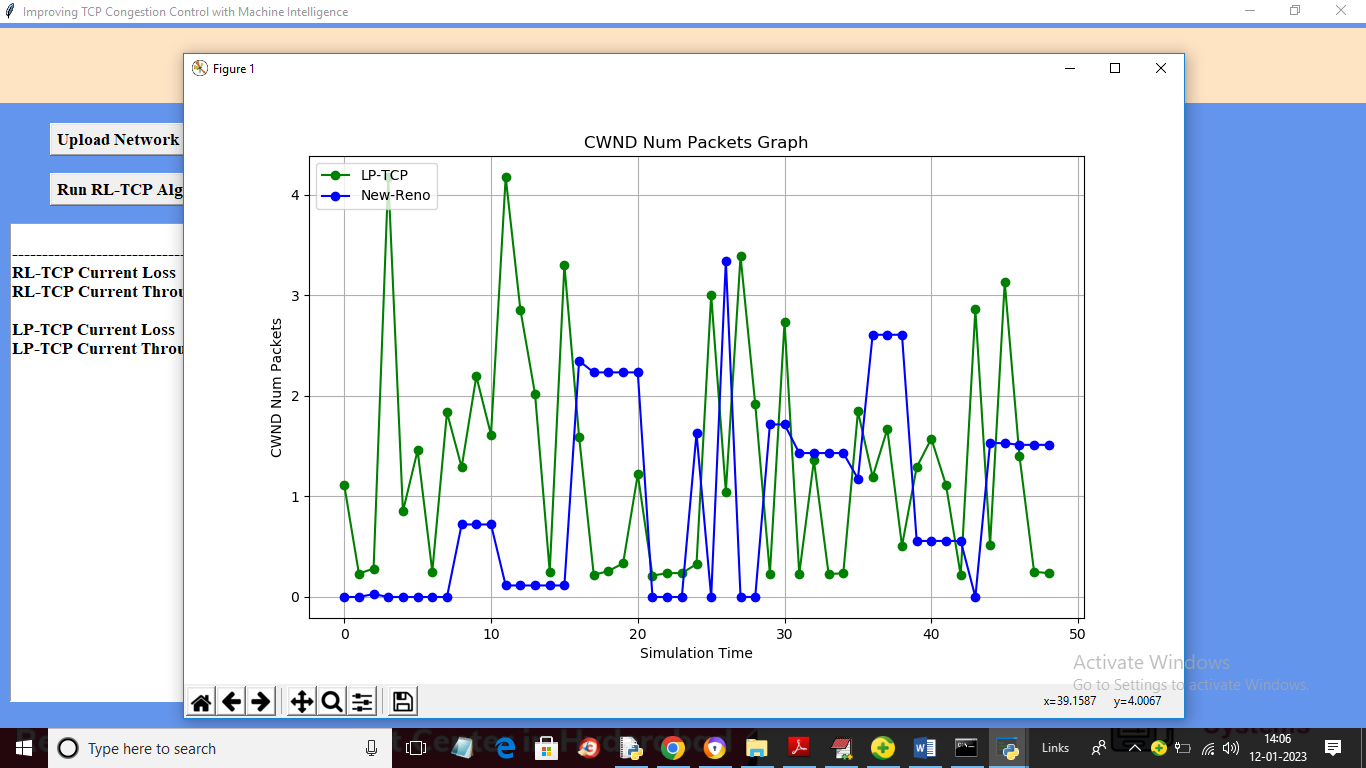 Improving TCP Congestion Control with Machine Intelligence
Figure 1
Upload Network
Run RL-TCP Alg
RL-TCP Current Loss
RL-TCP Current Throu
LP-TCP Current Loss
LP-TCP Current Throu
CWND Num Packets Graph
LP-TCP
New-Reno
CWND Num Packets
4
3
2
1
0
0 10 20 30 40 50
Simulation Time
Activate Windows
Go to Settings to activate Windows.
x=39.1587 y=4.0067
Type here to search
Links
14:06
12-01-2023